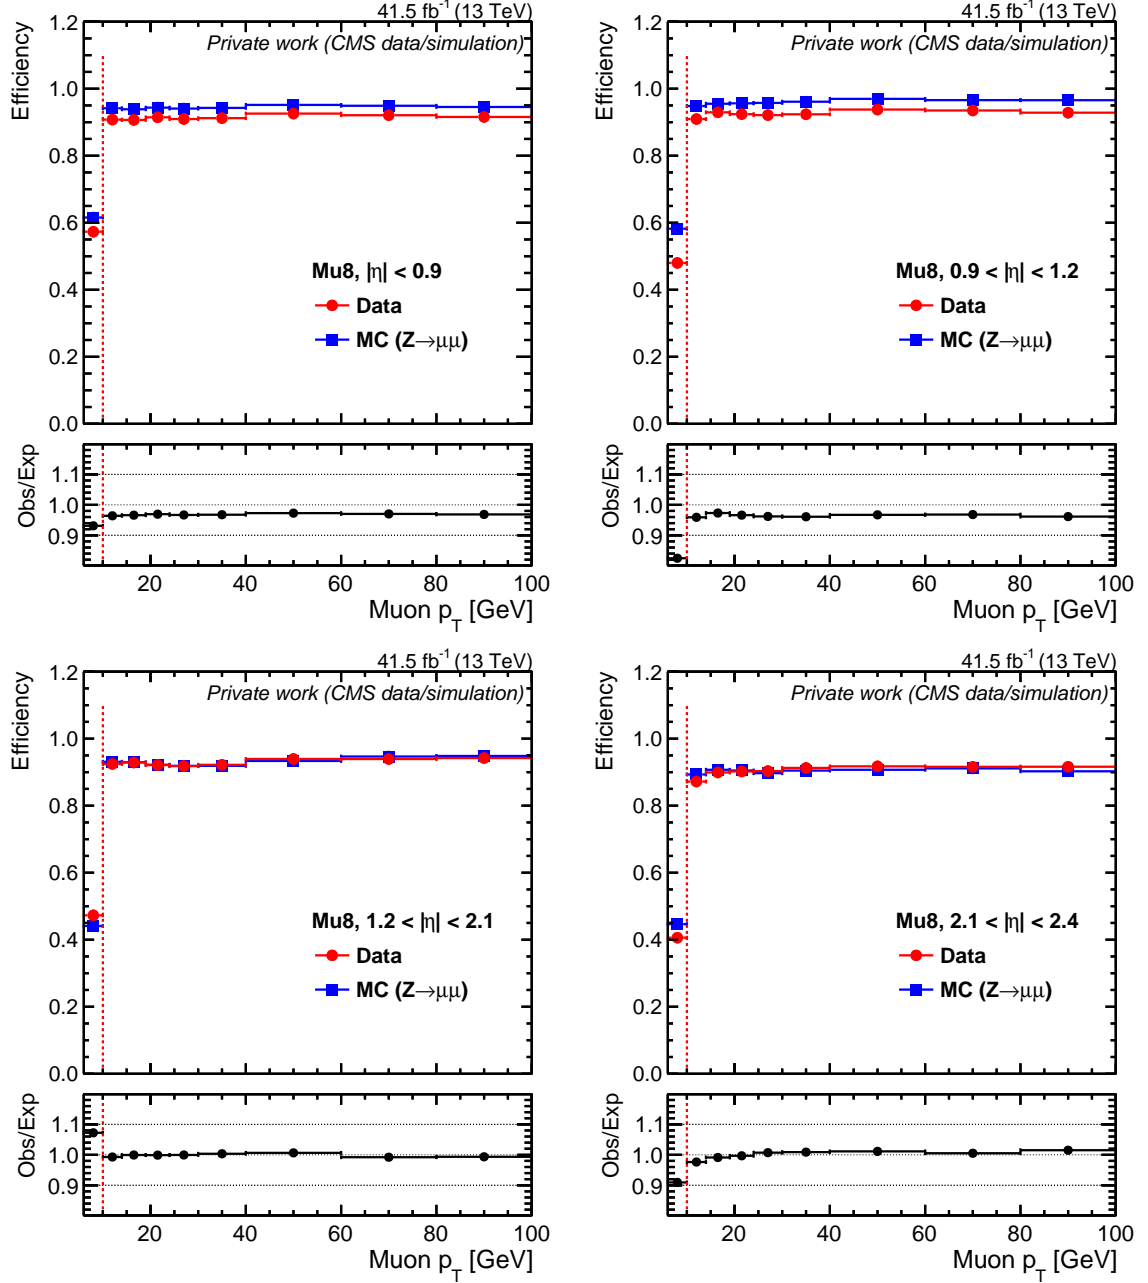 41.5 fb-1 (13 TeV)
Private work (CMS data/simulation)
Efficiency
1.2
1.0
0.8
0.6
0.4
0.2
0.0
Mu8, |η| < 0.9
Data
MC (Z→μμ)
Obs/Exp
1.1
1.0
0.9
20 40 60 80 100
Muon pT [GeV]
41.5 fb-1 (13 TeV)
Private work (CMS data/simulation)
Efficiency
1.2
1.0
0.8
0.6
0.4
0.2
0.0
Mu8, 0.9 < |η| < 1.2
Data
MC (Z→μμ)
Obs/Exp
1.1
1.0
0.9
20 40 60 80 100
Muon pT [GeV]
41.5 fb-1 (13 TeV)
Private work (CMS data/simulation)
Efficiency
1.2
1.0
0.8
0.6
0.4
0.2
0.0
Mu8, 1.2 < |η| < 2.1
Data
MC (Z→μμ)
Obs/Exp
1.1
1.0
0.9
20 40 60 80 100
Muon pT [GeV]
41.5 fb-1 (13 TeV)
Private work (CMS data/simulation)
Efficiency
1.2
1.0
0.8
0.6
0.4
0.2
0.0
Mu8, 2.1 < |η| < 2.4
Data
MC (Z→μμ)
Obs/Exp
1.1
1.0
0.9
20 40 60 80 100
Muon pT [GeV]